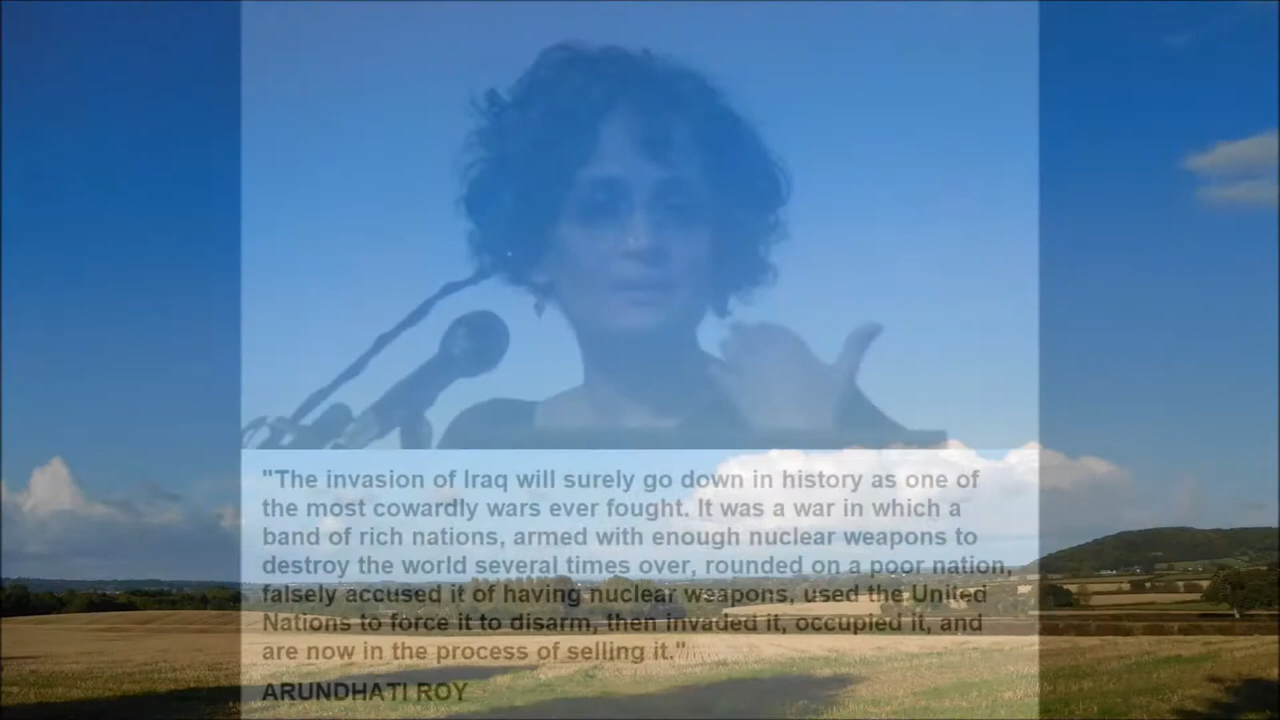 "The invasion of Iraq will surely go down in history as one of
the most cowardly wars ever fought. It was a war in which a
band of rich nations, armed with enough nuclear weapons to
destroy the world several times over, rounded on a poor nation,
falsely accused it of having nuclear weapons, used the United
Nations to force it to disarm, then invaded it, occupied it, and
are now in the process of selling it."
ARUNDHATI ROY